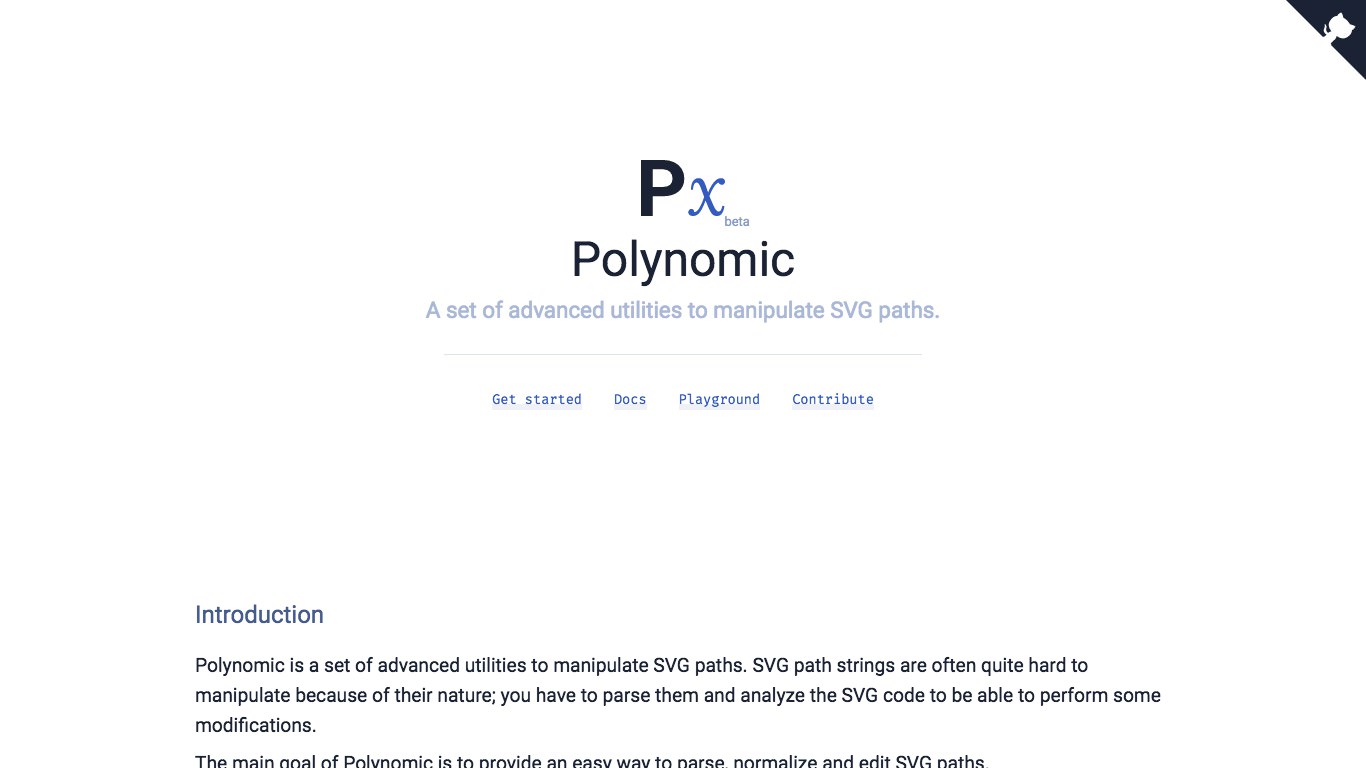 Px
beta
Polynomic
A set of advanced utilities to manipulate SVG paths.
Get started Docs Playground Contribute
Introduction
Polynomic is a set of advanced utilities to manipulate SVG paths. SVG path strings are often quite hard to
manipulate because of their nature; you have to parse them and analyze the SVG code to be able to perform some
modifications.
The main goal of Polynomic is to provide an easy way to parse, normalize and edit SVG paths.